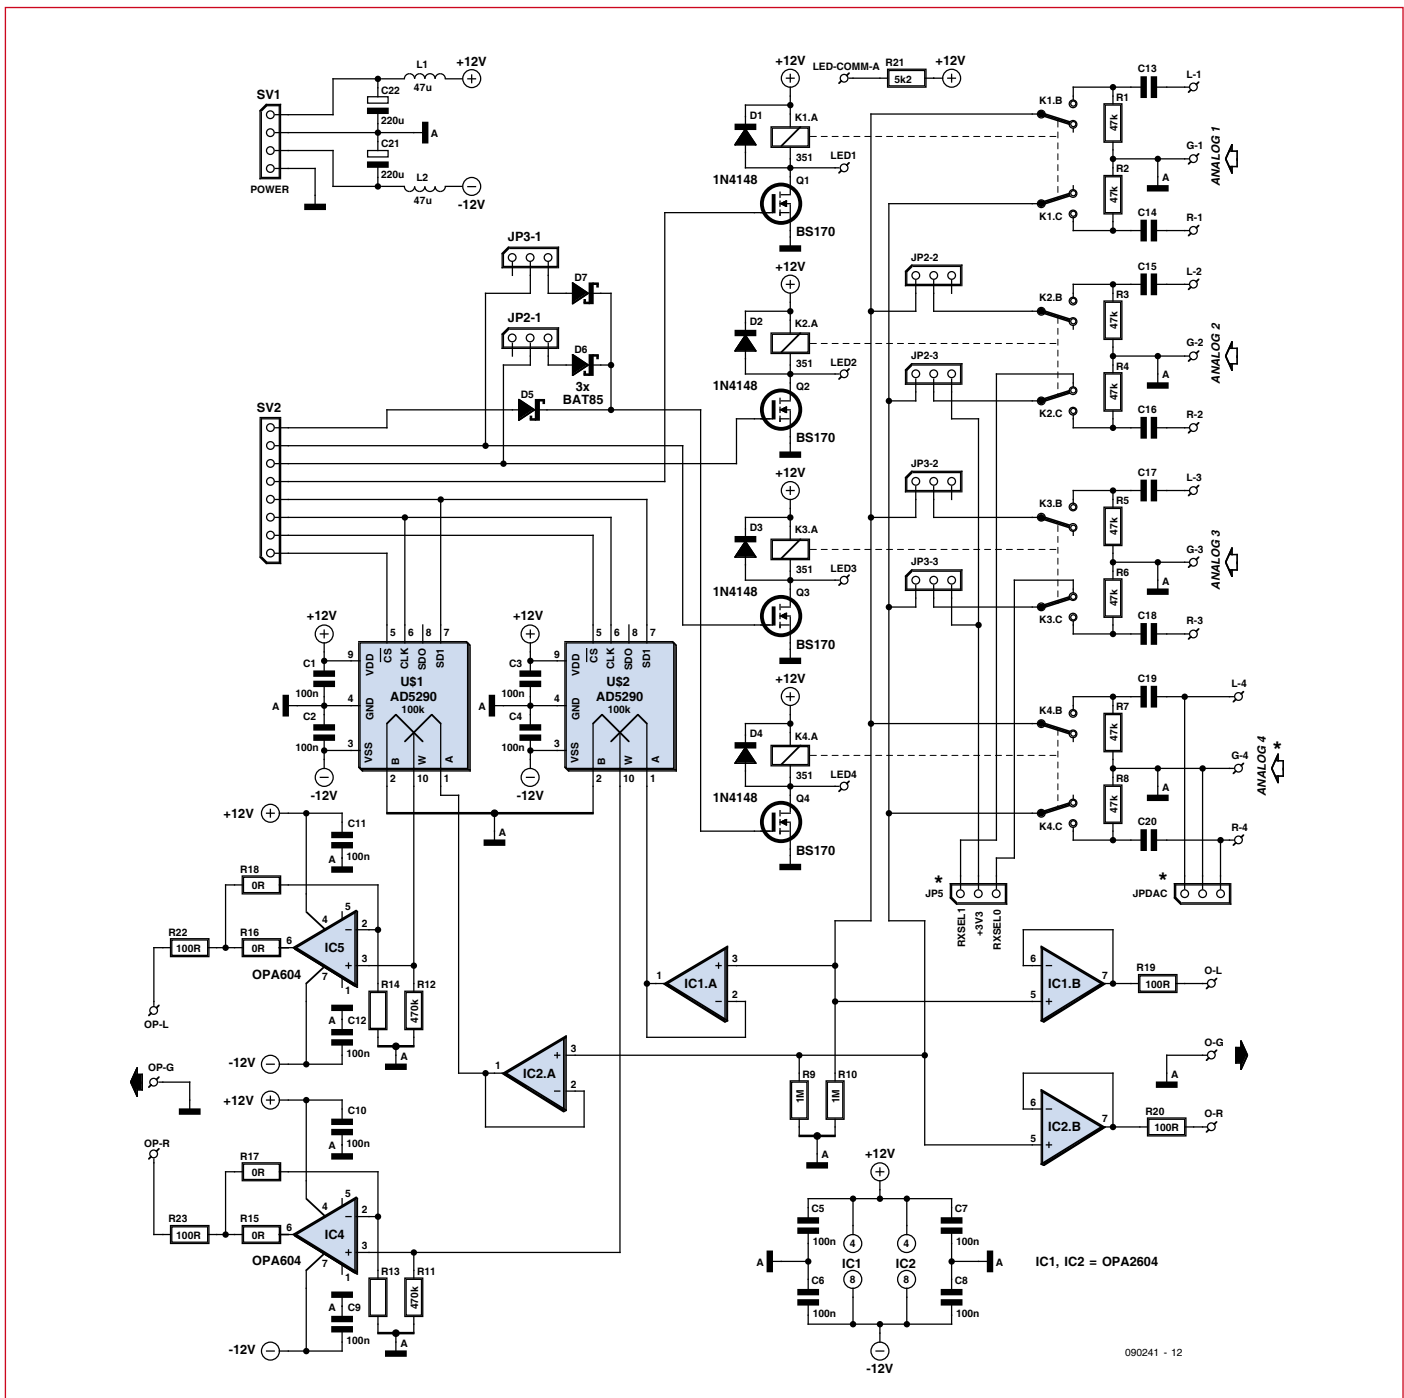 +12V
L1
47u
SV1
C22
220u
A
C21
220u
L2
47u
-12V
POWER
+12V
LED-COMM-A
R21
5k2
+12V
D1
K1.A
351
LED1
1N4148
Q1
BS170
K1.B
C13
L-1
R1
47k
G-1
A
R2
47k
K1.C
C14
R-1
ANALOG 1
JP3-1
D7
JP2-1
D6
3x
BAT85
D5
+12V
D2
K2.A
351
LED2
1N4148
Q2
BS170
JP2-2
K2.B
C15
L-2
R3
47k
G-2
A
JP2-3
R4
47k
K2.C
C16
R-2
ANALOG 2
SV2
+12V
D3
K3.A
351
LED3
1N4148
Q3
BS170
JP3-2
K3.B
C17
L-3
R5
47k
G-3
A
JP3-3
R6
47k
K3.C
C18
R-3
ANALOG 3
+12V
C1
100n
A
C2
100n
-12V
9
4
3
5
6
8
7
VDD
CS
CLK
SDO
SD1
U$1
AD5290
100k
GND
VSS
B
W
A
2
10
1
+12V
C3
100n
A
C4
100n
-12V
9
4
3
5
6
8
7
VDD
CS
CLK
SDO
SD1
U$2
AD5290
100k
GND
VSS
B
W
A
2
10
1
A
+12V
D4
K4.A
351
LED4
1N4148
Q4
BS170
K4.B
C19
L-4
R7
47k
G-4
A
R8
47k
K4.C
C20
R-4
ANALOG 4
*
*
JP5
RXSEL1
+3V3
RXSEL0
*
JPDAC
+12V
C11
A
100n
R18
0R
R22
100R
R16
0R
6
4
5
2
IC5
3
7
1
OPA604
R14
R12
470k
OP-L
A
C12
100n
A
-12V
OP-G
1
IC1.A
3
2
1
IC2.A
3
2
R9
1M
R10
1M
A
6
IC1.B
7
5
R19
100R
O-L
O-G
A
6
IC2.B
7
5
R20
100R
O-R
+12V
C10
A
100n
OP-R
R17
0R
R23
100R
R15
0R
6
4
5
2
IC4
3
7
1
OPA604
R13
R11
470k
A
C9
100n
A
-12V
+12V
C5
100n
4
4
C7
100n
A
IC1
IC2
A
C6
100n
8
8
C8
100n
-12V
IC1, IC2 = OPA2604
090241 - 12